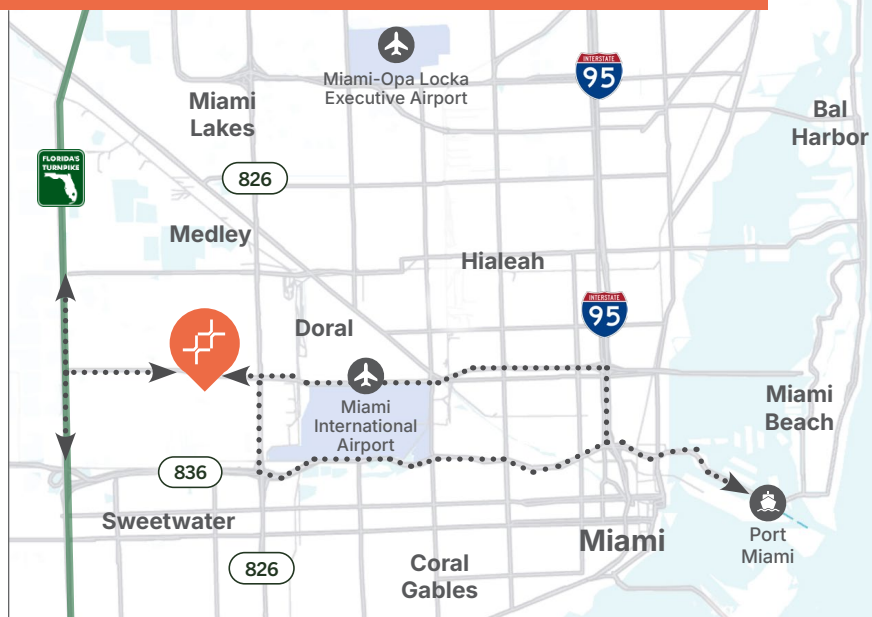 Miami-Opa Locka
Executive Airport
INTERSTATE
95
Miami
Lakes
Bal
Harbor
FLORIDA'S
TURNPIKE
826
Medley
Hialeah
INTERSTATE
95
Doral
Miami
International
Airport
Miami
Beach
836
Sweetwater
Miami
Port
Miami
826
Coral
Gables